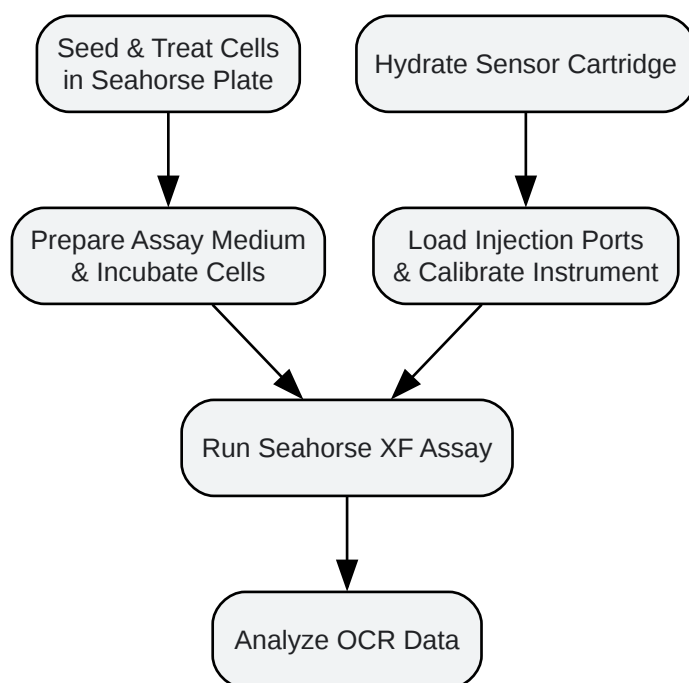 Seed & Treat Cells
in Seahorse Plate
Hydrate Sensor Cartridge
Prepare Assay Medium
& Incubate Cells
Load Injection Ports
& Calibrate Instrument
Run Seahorse XF Assay
Analyze OCR Data